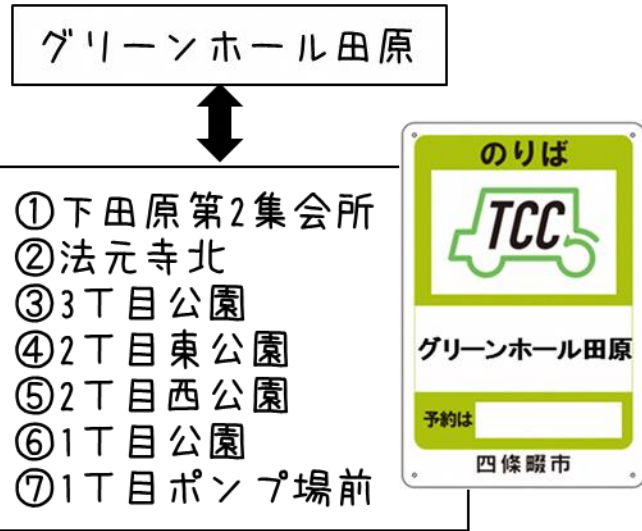 グリーンホール田原
①下田原第2集会所
②法元寺北
③3丁目公園
④2丁目東公園
⑤2丁目西公園
⑥1丁目公園
⑦1丁目ポンプ場前
のりば
TCC
グリーンホール田原
予約は
四條畷市